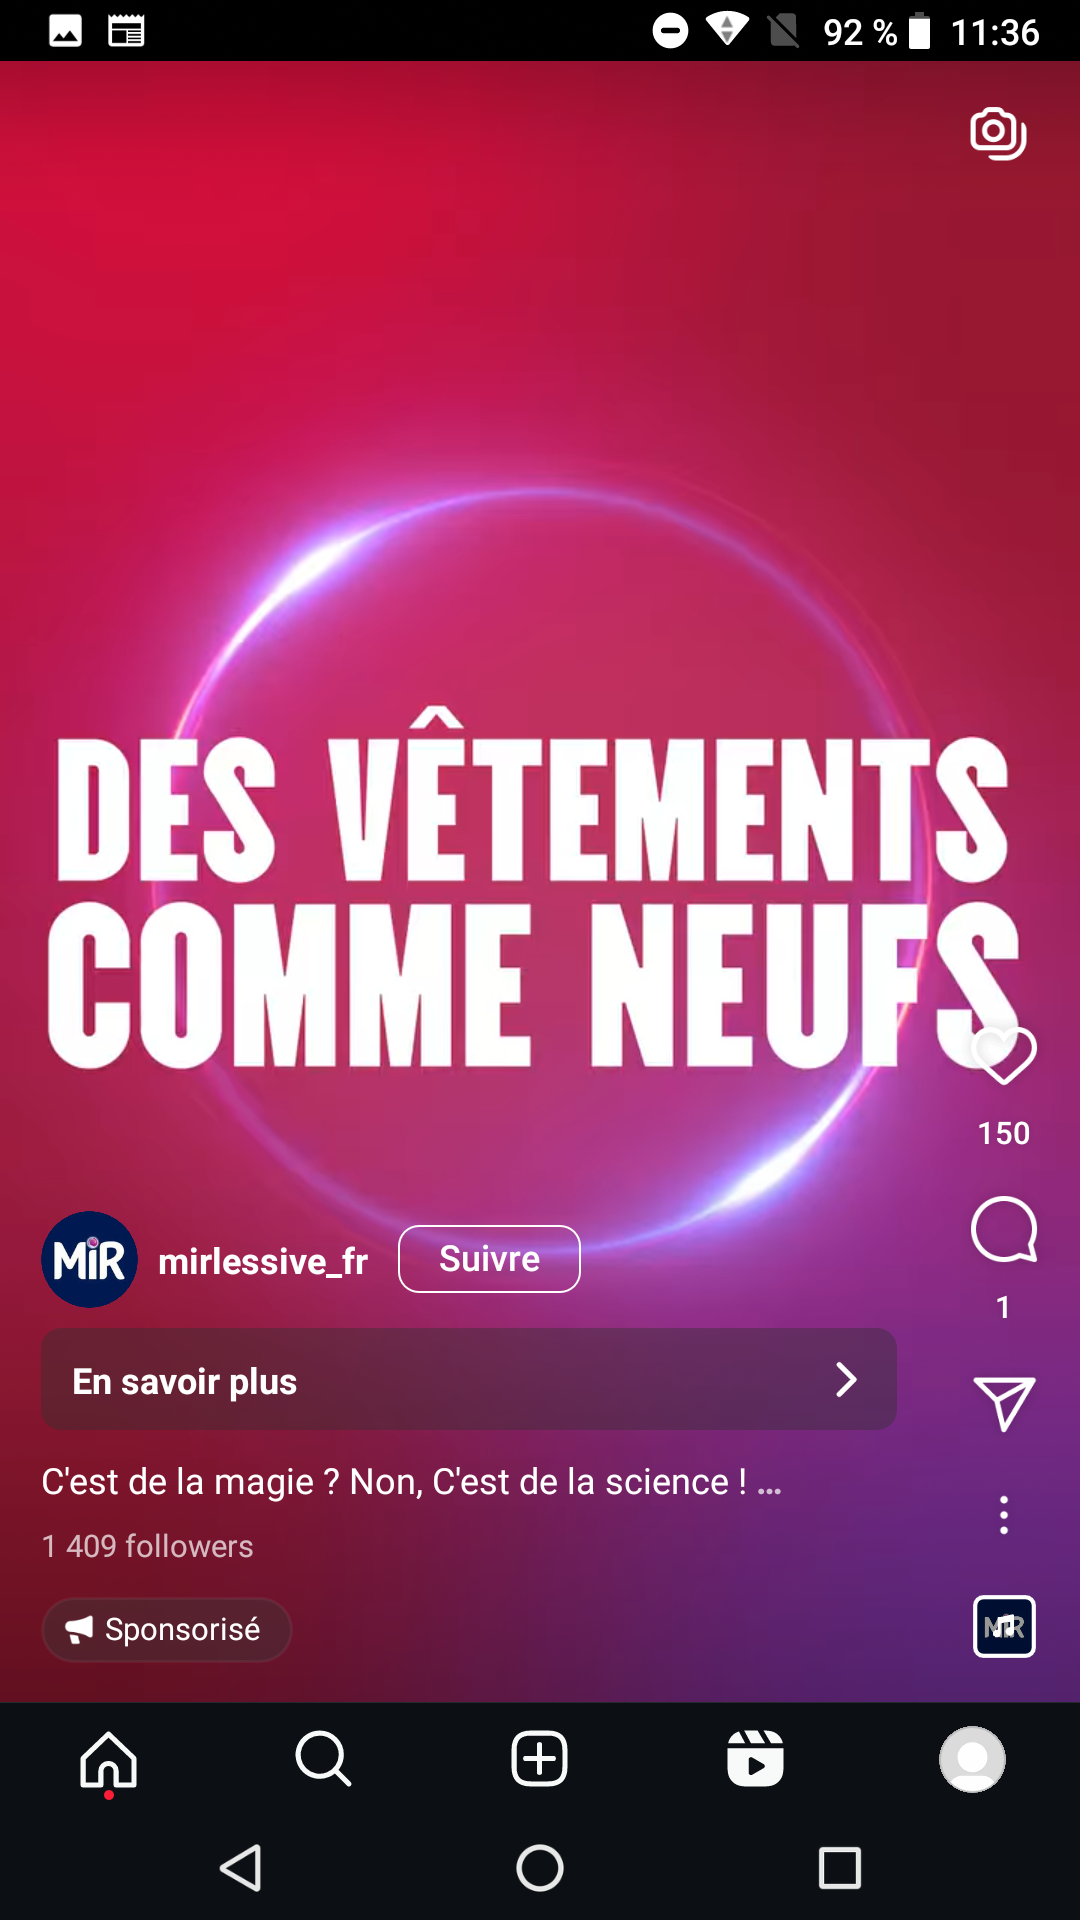 92 % 11:36
DES VÊTEMENTS
COMME NEUFS
150
MiR mirlessive_fr Suivre
1
En savoir plus
C'est de la magie ? Non, C'est de la science ! ...
1 409 followers
Sponsorisé
MiR